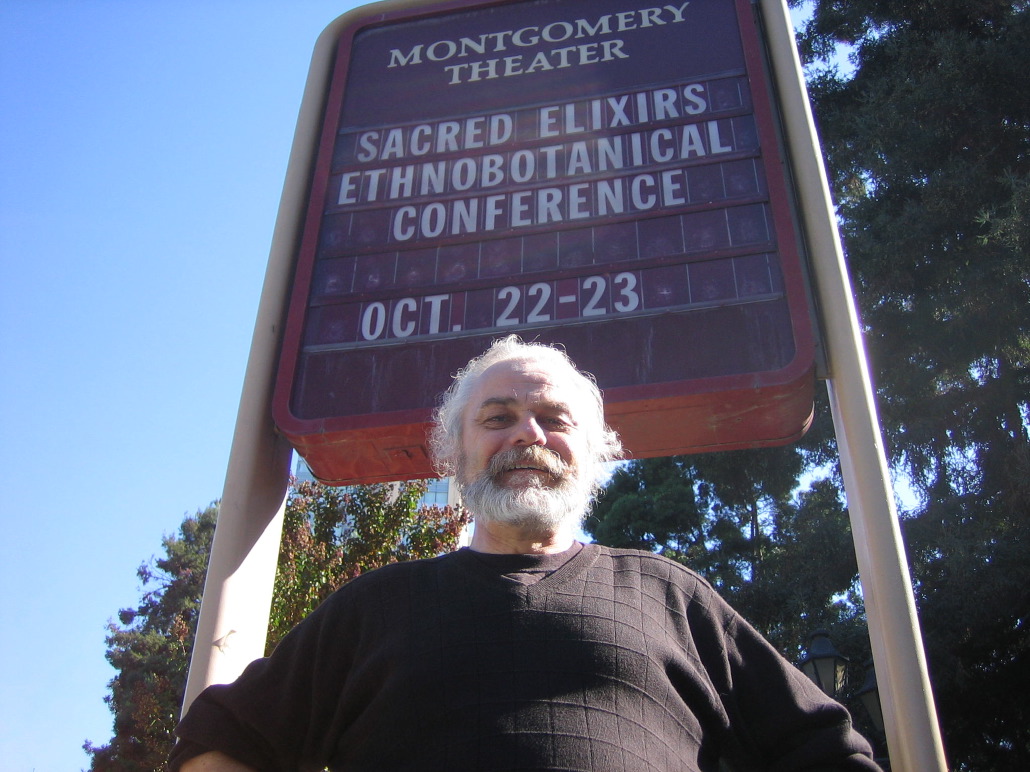 MONTGOMERY
THEATER
SACRED ELIXIRS
ETHNOBOTANICAL
CONFERENCE
OCT. 22-23